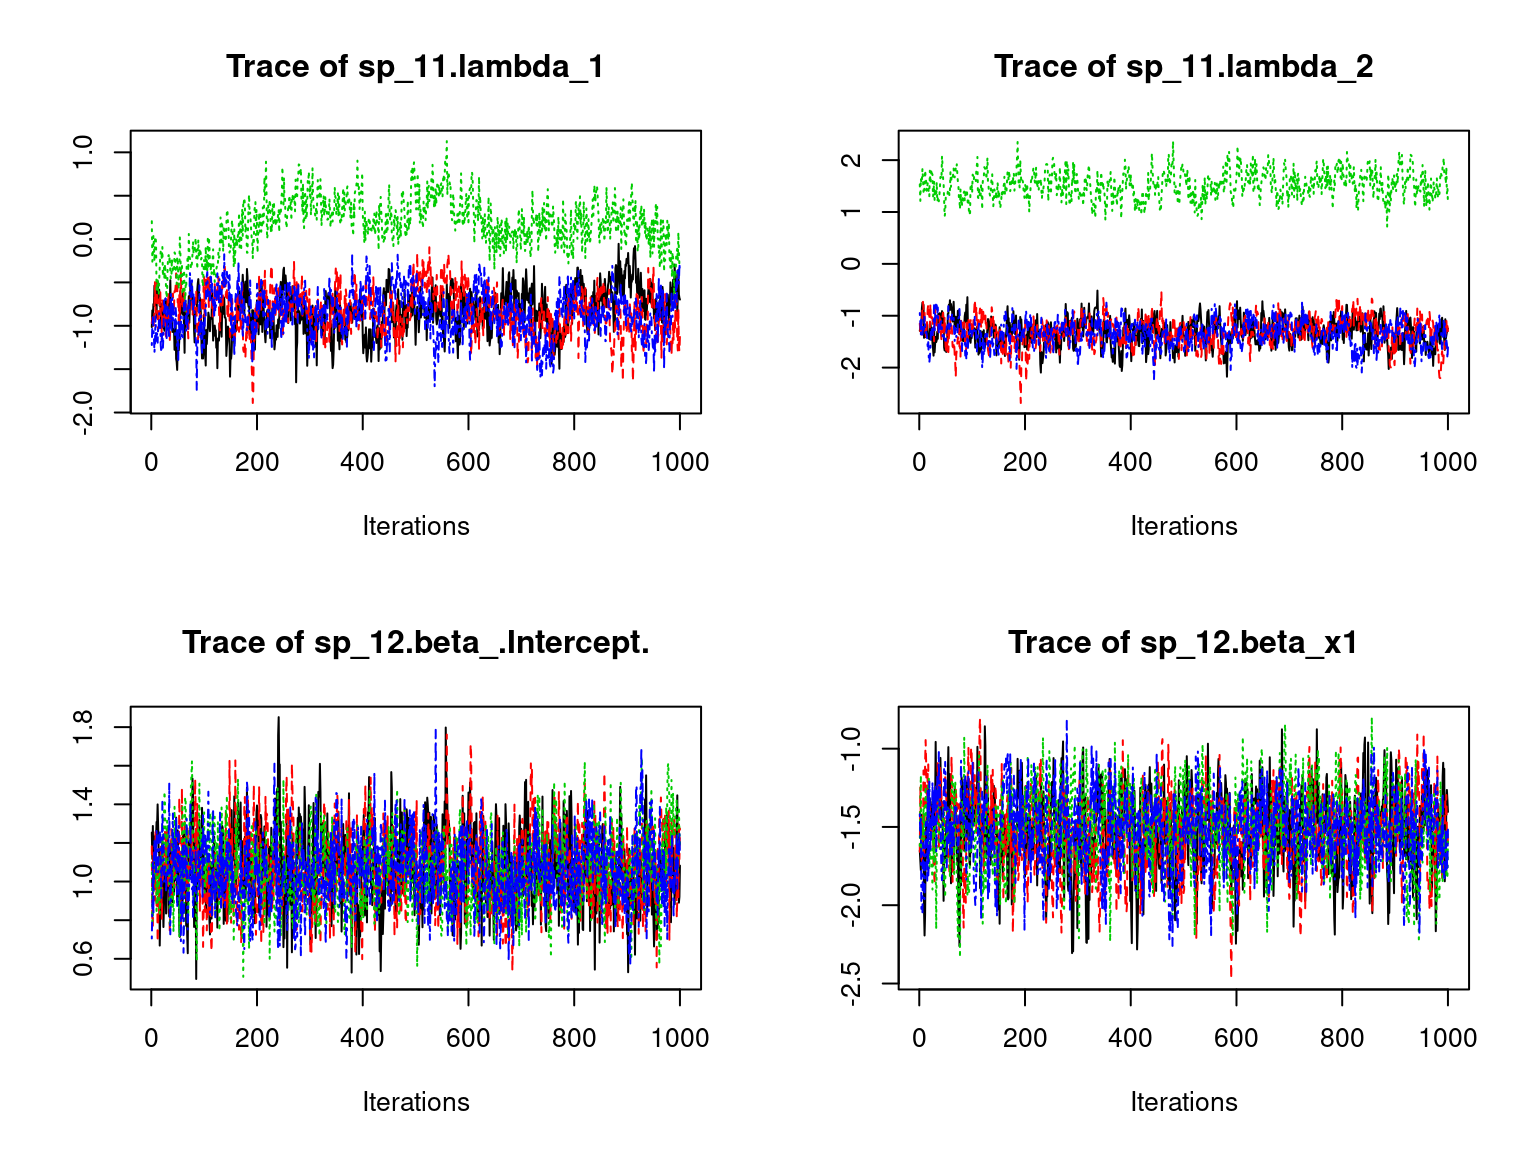 Trace of sp_11.lambda_1
1.0
0.0
-1.0
-2.0
0 200 400 600 800 1000
Iterations
Trace of sp_11.lambda_2
2
1
0
-1
-2
0 200 400 600 800 1000
Iterations
Trace of sp_12.beta_.Intercept.
1.8
1.4
1.0
0.6
0 200 400 600 800 1000
Iterations
Trace of sp_12.beta_x1
-1.0
-1.5
-2.0
-2.5
0 200 400 600 800 1000
Iterations